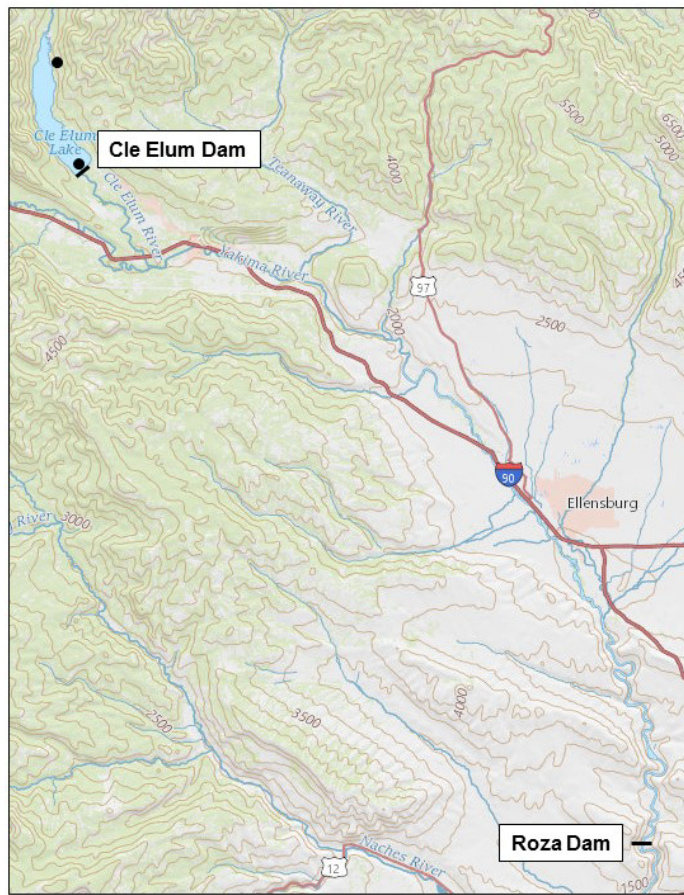 Cle Elum Dam
Cle Elum
Lake
Cle Elum River
Teanaway River
Yakima River
97
4000
5500
6500
5000
2000
2500
4500
90
Ellensburg
River
3000
2500
3500
4000
Roza Dam
1500
Naches River
12